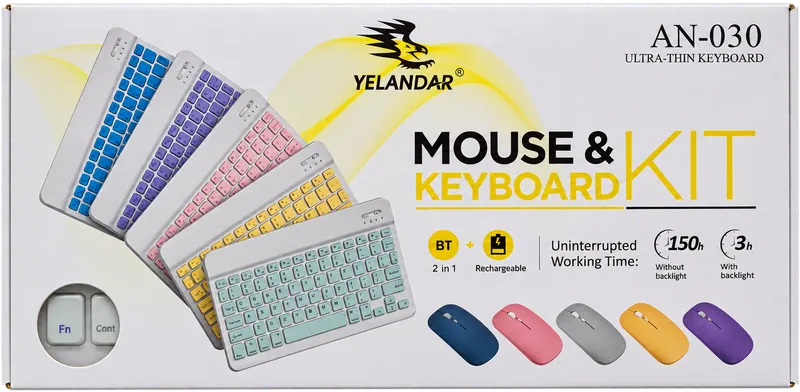 YELANDAR®
AN-030
ULTRA-THIN KEYBOARD
MOUSE &
KEYBOARD
KIT
BT
+
2 in 1
Rechargeable
Uninterrupted
Working Time:
150h
Without
backlight
3h
With
backlight
Fn
Cont